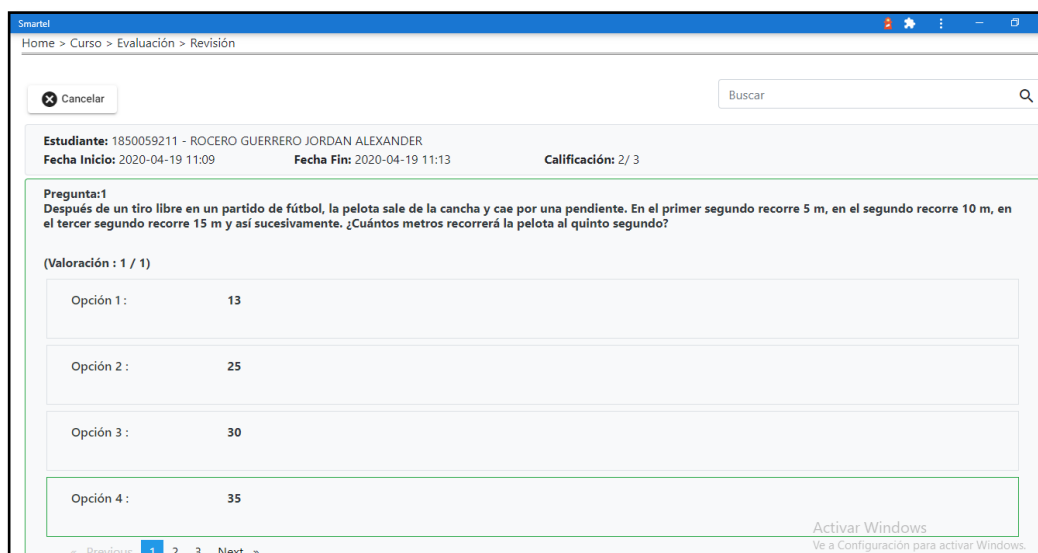 Smartel
Home > Curso > Evaluación > Revisión
Cancelar
Buscar
Estudiante: 1850059211 - ROCERO GUERRERO JORDAN ALEXANDER
Fecha Inicio: 2020-04-19 11:09 Fecha Fin: 2020-04-19 11:13 Calificación: 2/ 3
Pregunta:1
Después de un tiro libre en un partido de fútbol, la pelota sale de la cancha y cae por una pendiente. En el primer segundo recorre 5 m, en el segundo recorre 10 m, en
el tercer segundo recorre 15 m y así sucesivamente. ¿Cuántos metros recorrerá la pelota al quinto segundo?
(Valoración : 1 / 1)
Opción 1 : 13
Opción 2 : 25
Opción 3 : 30
Opción 4 : 35
Activar Windows
Ve a Configuración para activar Windows.
« Previous 1 2 3 Next »